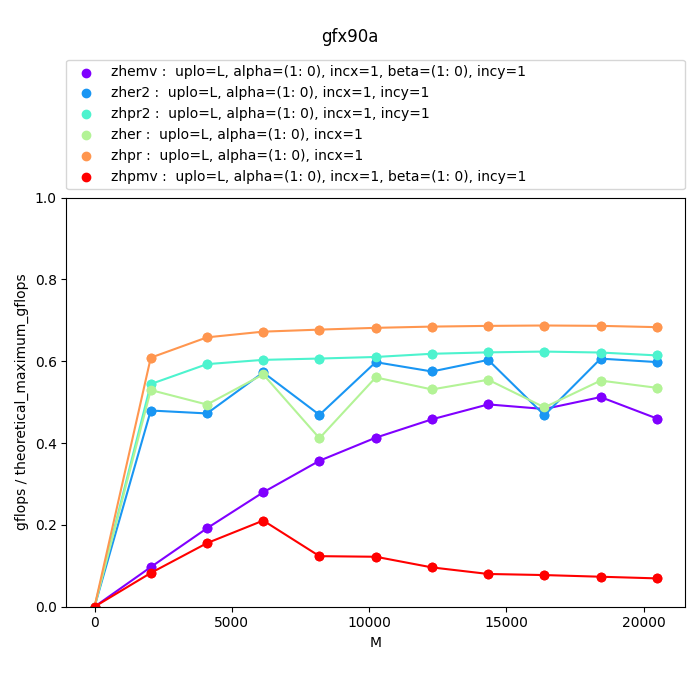 gfx90a
zhemv :  uplo=L, alpha=(1: 0), incx=1, beta=(1: 0), incy=1
zher2 :  uplo=L, alpha=(1: 0), incx=1, incy=1
zhpr2 :  uplo=L, alpha=(1: 0), incx=1, incy=1
zher :  uplo=L, alpha=(1: 0), incx=1
zhpr :  uplo=L, alpha=(1: 0), incx=1
zhpmv :  uplo=L, alpha=(1: 0), incx=1, beta=(1: 0), incy=1
1.0
0.8
0.6
0.4
0.2
0.0
gflops / theoretical_maximum_gflops
0
5000
10000
15000
20000
M